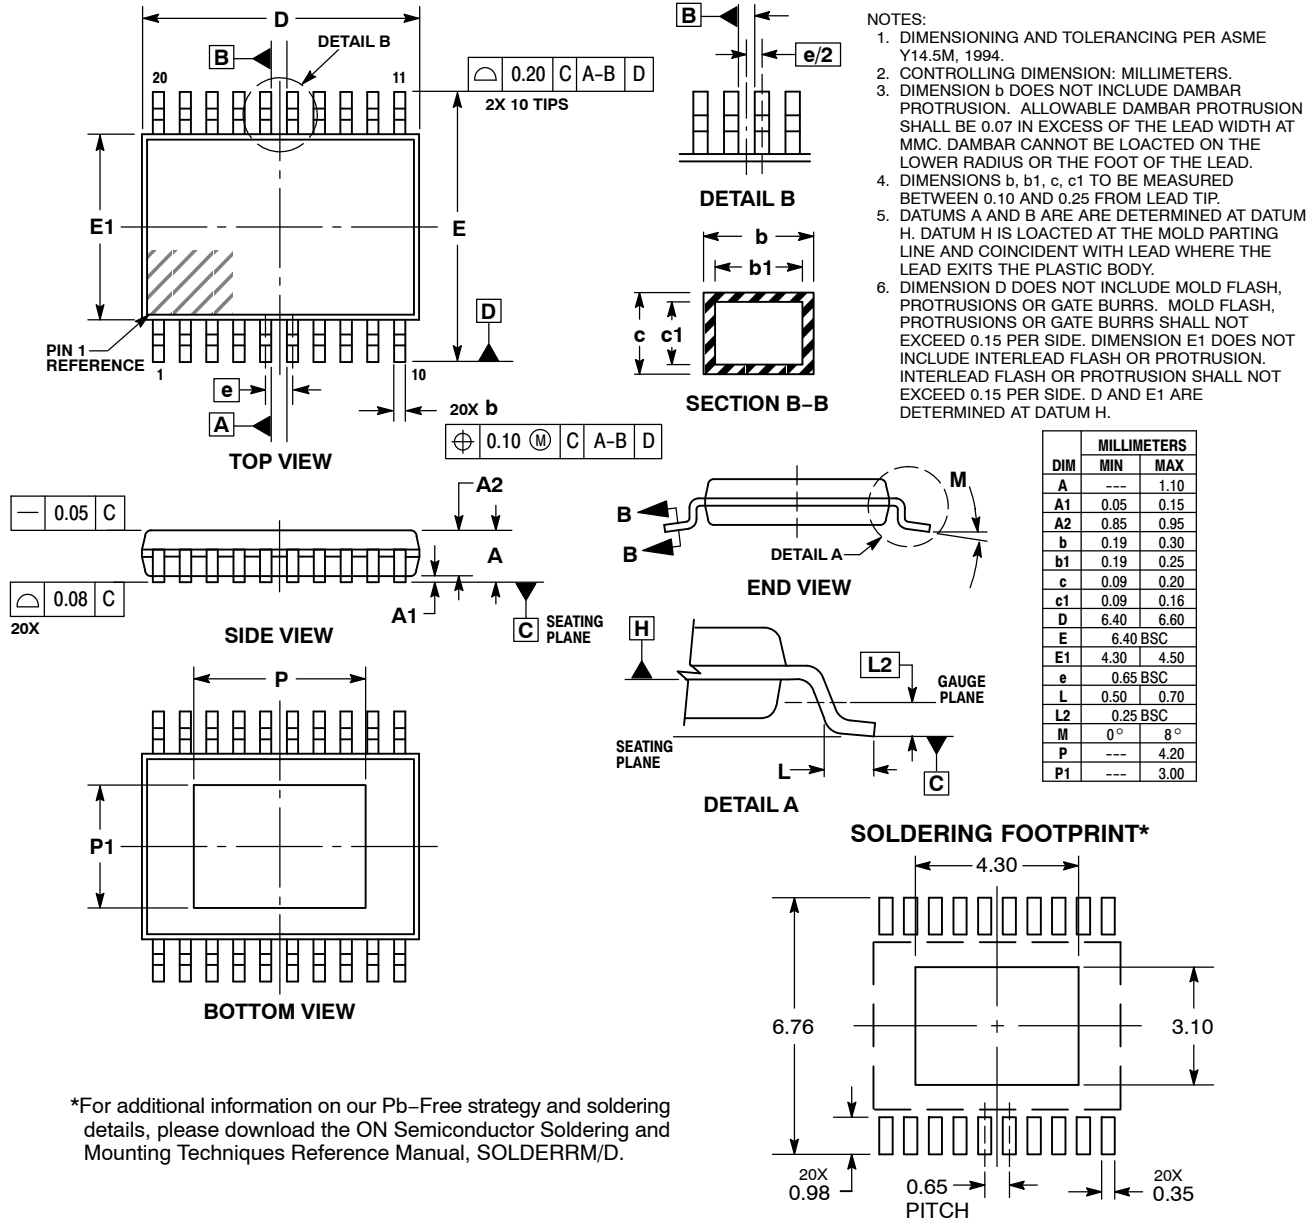 D
B
DETAIL B
20
11
0.20 C A–B D
2X 10 TIPS
E1
E
D
PIN 1
REFERENCE
1
10
e
20X b
A
0.10 Ⓜ C A–B D
TOP VIEW
B
e/2
DETAIL B
b
b1
c
c1
SECTION B–B
NOTES:
1. DIMENSIONING AND TOLERANCING PER ASME
Y14.5M, 1994.
2. CONTROLLING DIMENSION: MILLIMETERS.
3. DIMENSION b DOES NOT INCLUDE DAMBAR
PROTRUSION. ALLOWABLE DAMBAR PROTRUSION
SHALL BE 0.07 IN EXCESS OF THE LEAD WIDTH AT
MMC. DAMBAR CANNOT BE LOACTED ON THE
LOWER RADIUS OR THE FOOT OF THE LEAD.
4. DIMENSIONS b, b1, c, c1 TO BE MEASURED
BETWEEN 0.10 AND 0.25 FROM LEAD TIP.
5. DATUMS A AND B ARE ARE DETERMINED AT DATUM
H. DATUM H IS LOACTED AT THE MOLD PARTING
LINE AND COINCIDENT WITH LEAD WHERE THE
LEAD EXITS THE PLASTIC BODY.
6. DIMENSION D DOES NOT INCLUDE MOLD FLASH,
PROTRUSIONS OR GATE BURRS. MOLD FLASH,
PROTRUSIONS OR GATE BURRS SHALL NOT
EXCEED 0.15 PER SIDE. DIMENSION E1 DOES NOT
INCLUDE INTERLEAD FLASH OR PROTRUSION.
INTERLEAD FLASH OR PROTRUSION SHALL NOT
EXCEED 0.15 PER SIDE. D AND E1 ARE
DETERMINED AT DATUM H.
MILLIMETERS
DIM MIN MAX
A --- 1.10
A1 0.05 0.15
A2 0.85 0.95
b 0.19 0.30
b1 0.19 0.25
c 0.09 0.20
c1 0.09 0.16
D 6.40 6.60
E 6.40 BSC
E1 4.30 4.50
e 0.65 BSC
L 0.50 0.70
L2 0.25 BSC
M 0° 8°
P --- 4.20
P1 --- 3.00
— 0.05 C
0.08 C
20X
A2
A
A1
C
SEATING
PLANE
SIDE VIEW
B
B
M
DETAIL A
END VIEW
H
L2
GAUGE
PLANE
SEATING
PLANE
L
C
DETAIL A
P
P1
BOTTOM VIEW
SOLDERING FOOTPRINT*
4.30
6.76
3.10
20X
0.98
0.65
PITCH
20X
0.35
*For additional information on our Pb–Free strategy and soldering
details, please download the ON Semiconductor Soldering and
Mounting Techniques Reference Manual, SOLDERRM/D.